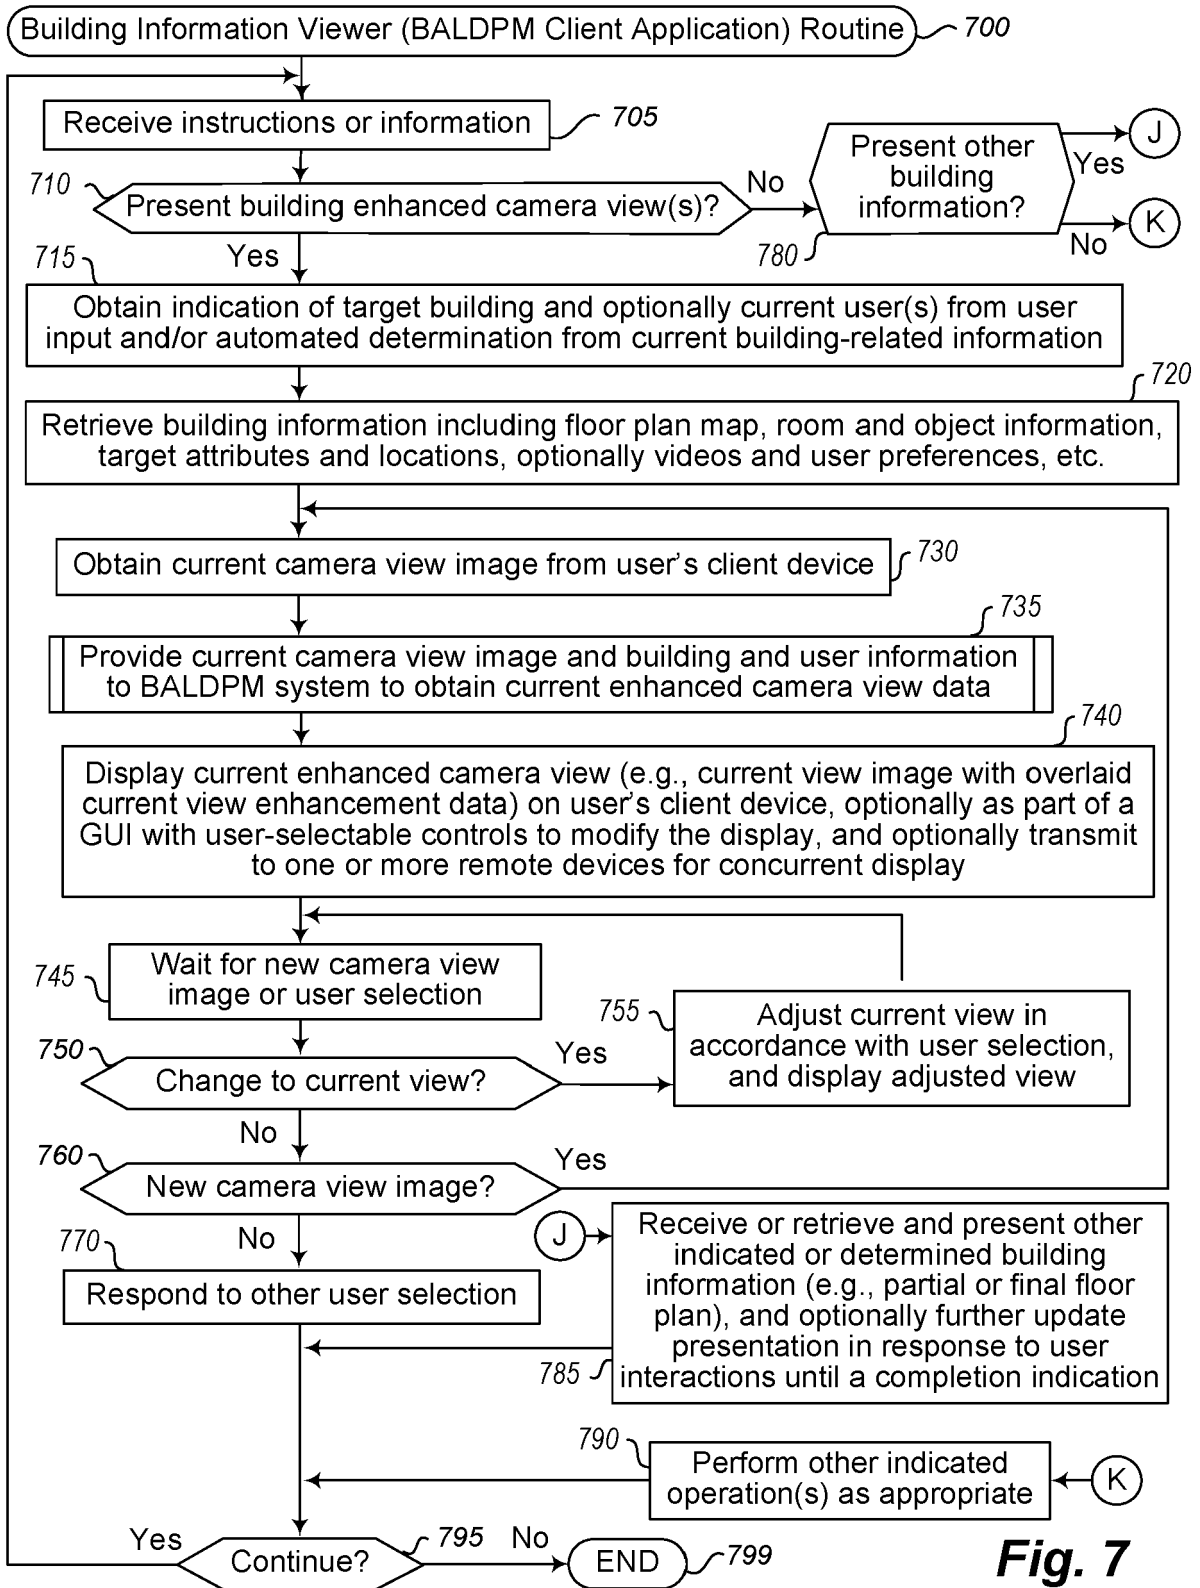 Building Information Viewer (BALDPM Client Application) Routine
700
Receive instructions or information
705
710
Present building enhanced camera view(s)?
No
Present other
building
information?
780
Yes
J
No
K
Yes
715
Obtain indication of target building and optionally current user(s) from user
input and/or automated determination from current building-related information
720
Retrieve building information including floor plan map, room and object information,
target attributes and locations, optionally videos and user preferences, etc.
Obtain current camera view image from user's client device
730
735
Provide current camera view image and building and user information
to BALDPM system to obtain current enhanced camera view data
740
Display current enhanced camera view (e.g., current view image with overlaid
current view enhancement data) on user's client device, optionally as part of a
GUI with user-selectable controls to modify the display, and optionally transmit
to one or more remote devices for concurrent display
745
Wait for new camera view
image or user selection
750
Change to current view?
Yes
755
Adjust current view in
accordance with user selection,
and display adjusted view
No
760
New camera view image?
Yes
No
770
Respond to other user selection
J
Receive or retrieve and present other
indicated or determined building
information (e.g., partial or final floor
plan), and optionally further update
presentation in response to user
interactions until a completion indication
785
790
Perform other indicated
operation(s) as appropriate
K
Yes
Continue?
795
No
END
799
Fig. 7